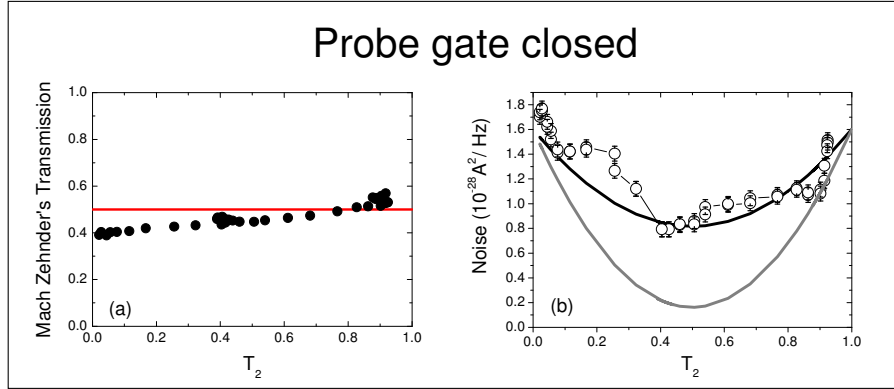 Probe gate closed
Mach Zehnder's Transmission
1.0
0.8
0.6
0.4
0.2
0.0
(a)
0.0 0.2 0.4 0.6 0.8 1.0
T2
Noise (10-28 A2/ Hz)
1.8
1.6
1.4
1.2
1.0
0.8
0.6
0.4
0.2
0.0
(b)
0.0 0.2 0.4 0.6 0.8 1.0
T2